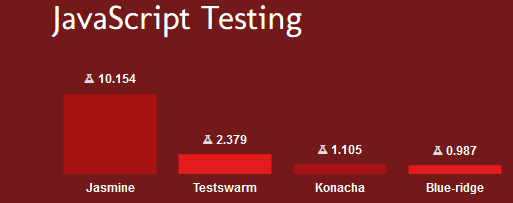 JavaScript Testing
10.154
2.379
1.105
0.987
Jasmine
Testswarm
Konacha
Blue-ridge